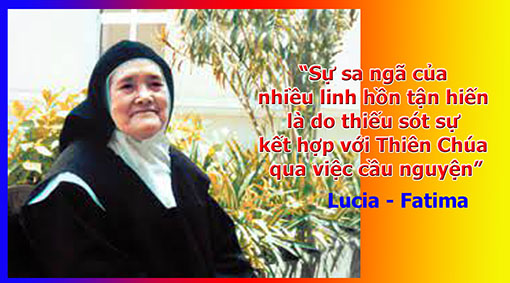 “Sự sa ngã của
nhiều linh hồn tận hiến
là do thiếu sót sự
kết hợp với Thiên Chúa
qua việc cầu nguyện”
Lucia - Fatima